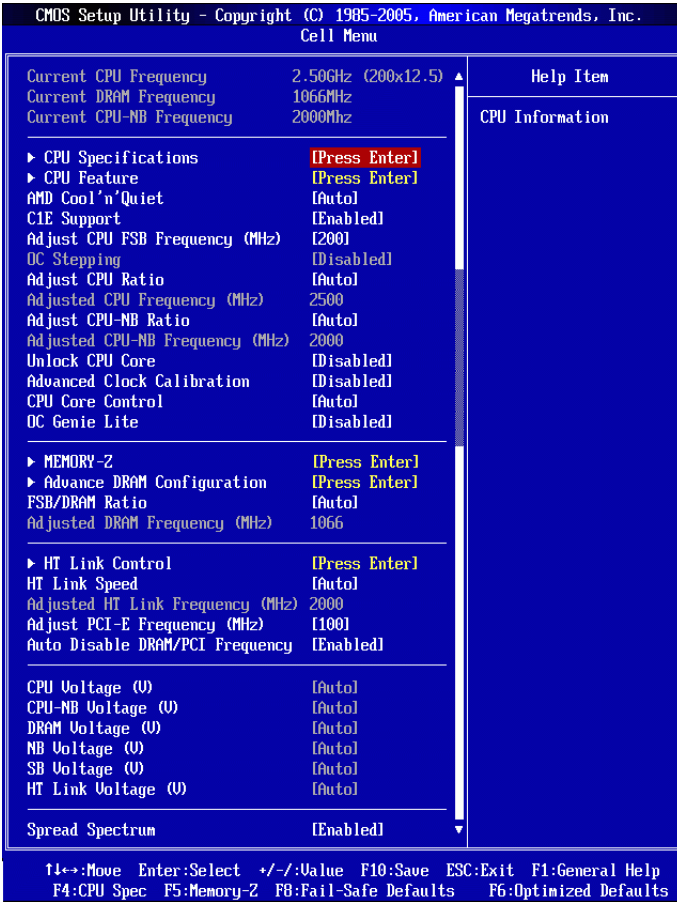 CMOS Setup Utility - Copyright (C) 1985-2005, American Megatrends, Inc.
Cell Menu
Current CPU Frequency 2.50GHz (200x12.5)
Current DRAM Frequency 1066MHz
Current CPU-NB Frequency 2000Mhz
CPU Specifications [Press Enter]
CPU Feature [Press Enter]
AMD Cool'n'Quiet [Auto]
C1E Support [Enabled]
Adjust CPU FSB Frequency (MHz) [200]
OC Stepping [Disabled]
Adjust CPU Ratio [Auto]
Adjusted CPU Frequency (MHz) 2500
Adjust CPU-NB Ratio [Auto]
Adjusted CPU-NB Frequency (MHz) 2000
Unlock CPU Core [Disabled]
Advanced Clock Calibration [Disabled]
CPU Core Control [Auto]
OC Genie Lite [Disabled]
MEMORY-Z [Press Enter]
Advance DRAM Configuration [Press Enter]
FSB/DRAM Ratio [Auto]
Adjusted DRAM Frequency (MHz) 1066
HT Link Control [Press Enter]
HT Link Speed [Auto]
Adjusted HT Link Frequency (MHz) 2000
Adjust PCI-E Frequency (MHz) [100]
Auto Disable DRAM/PCI Frequency [Enabled]
CPU Voltage (V) [Auto]
CPU-NB Voltage (V) [Auto]
DRAM Voltage (V) [Auto]
NB Voltage (V) [Auto]
SB Voltage (V) [Auto]
HT Link Voltage (V) [Auto]
Spread Spectrum [Enabled]
Help Item
CPU Information
↑↓←→:Move Enter:Select +/-/:Value F10:Save ESC:Exit F1:General Help
F4:CPU Spec F5:Memory-Z F8:Fail-Safe Defaults F6:Optimized Defaults